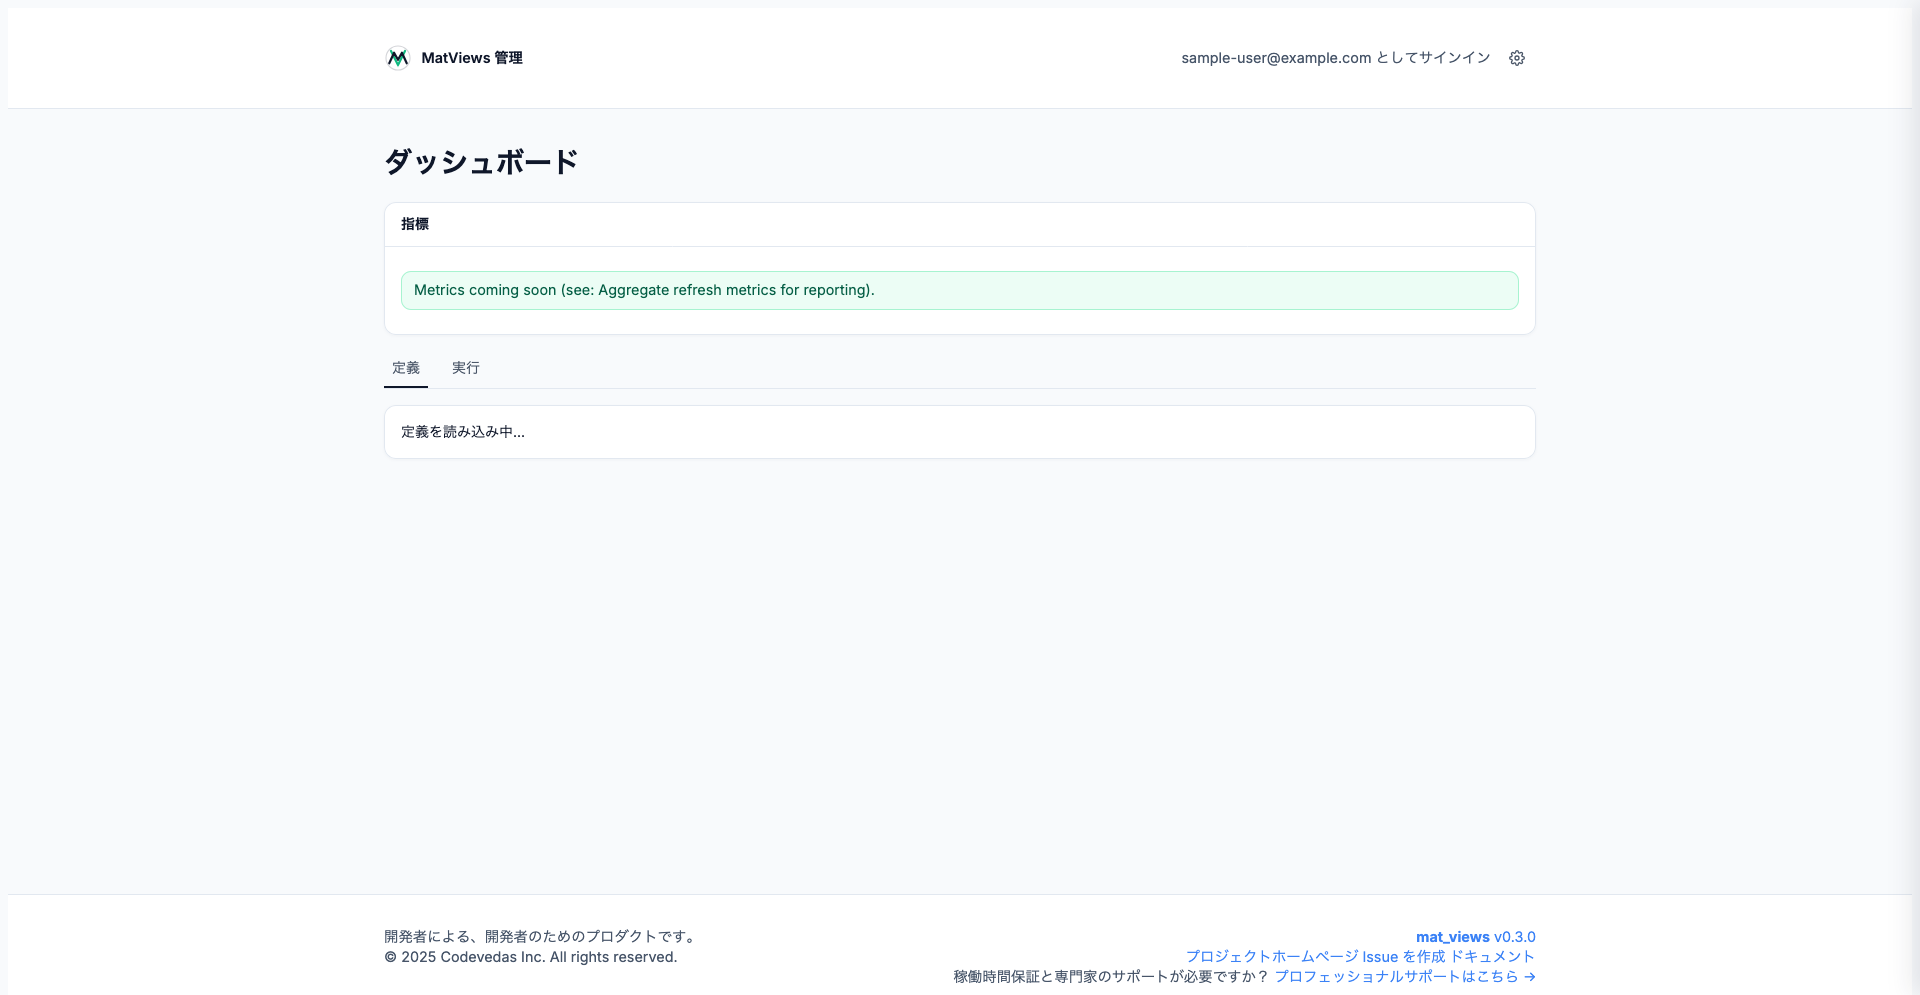 MatViews 管理
sample-user@example.com としてサインイン
ダッシュボード
指標
Metrics coming soon (see: Aggregate refresh metrics for reporting).
定義 実行
定義を読み込み中...
開発者による、開発者のためのプロダクトです。
© 2025 Codevedas Inc. All rights reserved.
mat_views v0.3.0
プロジェクトホームページ Issue を作成 ドキュメント
稼働時間保証と専門家のサポートが必要ですか？ プロフェッショナルサポートはこちら →